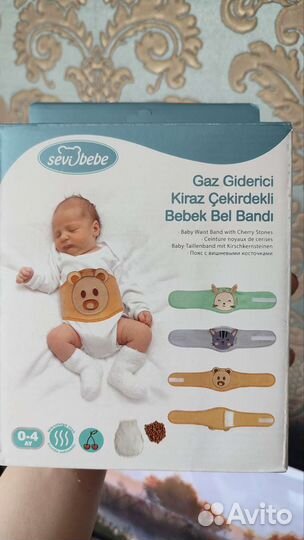 sevi bebe
Gaz Giderici
Kiraz Çekirdekli
Bebek Bel Bandı
· Baby Waist Band with Cherry Stones
· Ceinture noyaux de cerises
· Baby-Taillenband mit Kirschkernsteinen
· Пояс с вишневыми косточками
0-4
AY
Avito